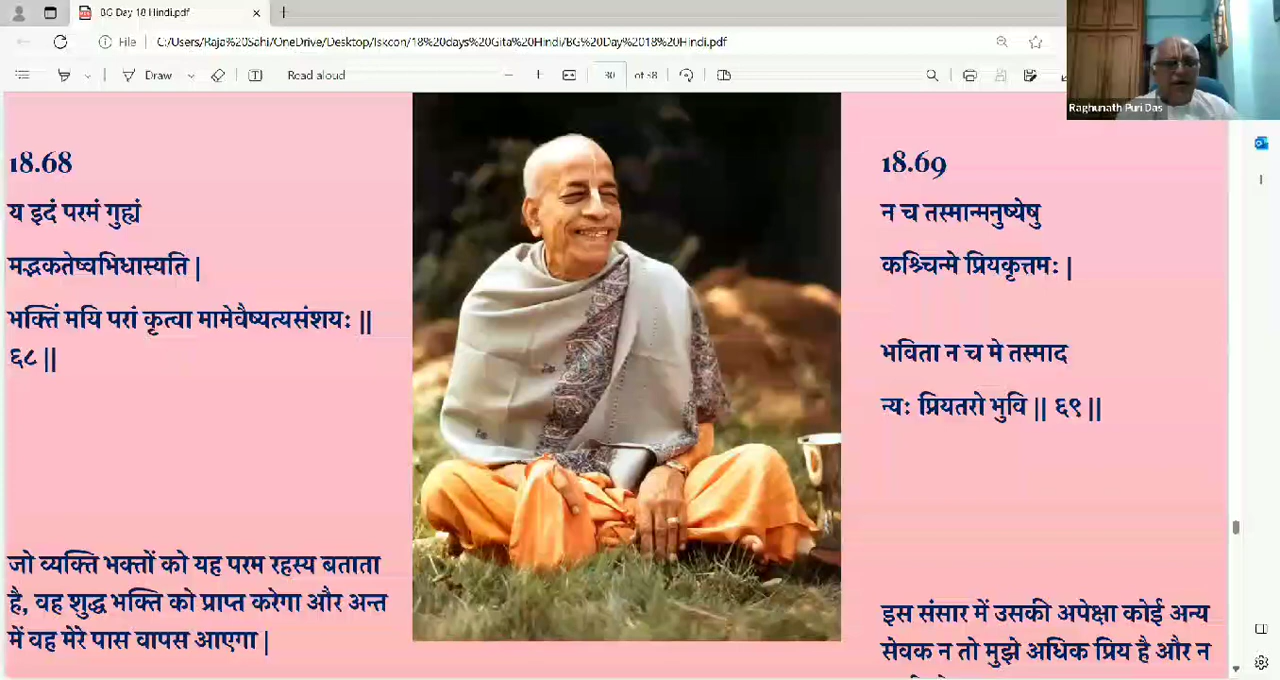 BG Day 18 Hindi.pdf
File
C:/Users/Raja%20Sahi/OneDrive/Desktop/Iskcon/18%20days%20Gita%20Hindi/BG%20Day%2018%20Hindi.pdf
Draw
Read aloud
30
of 38
Raghunath Puri Das
18.68
य इदं परमं गुह्यं
मद्भकतेष्वभिधास्यति |
भक्तिं मयि परां कृत्वा मामेवैष्यत्यसंशयः ||
६८ ||
जो व्यक्ति भक्तों को यह परम रहस्य बताता
है, वह शुद्ध भक्ति को प्राप्त करेगा और अन्त
में वह मेरे पास वापस आएगा |
18.69
न च तस्मान्मनुष्येषु
कश्र्चिन्मे प्रियकृत्तमः |
भविता न च मे तस्माद
न्यः प्रियतरो भुवि || ६९ ||
इस संसार में उसकी अपेक्षा कोई अन्य
सेवक न तो मुझे अधिक प्रिय है और न